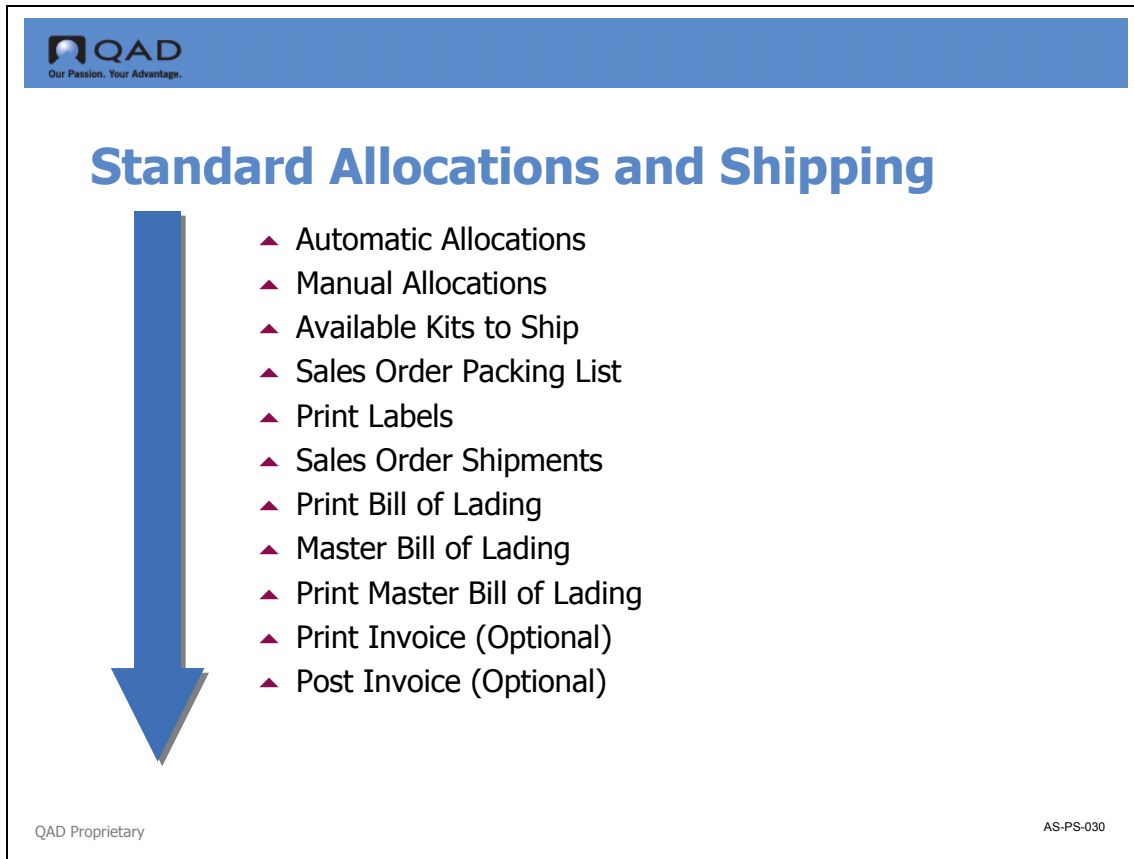 QAD
Our Passion. Your Advantage.
Standard Allocations and Shipping
Automatic Allocations
Manual Allocations
Available Kits to Ship
Sales Order Packing List
Print Labels
Sales Order Shipments
Print Bill of Lading
Master Bill of Lading
Print Master Bill of Lading
Print Invoice (Optional)
Post Invoice (Optional)
QAD Proprietary
AS-PS-030